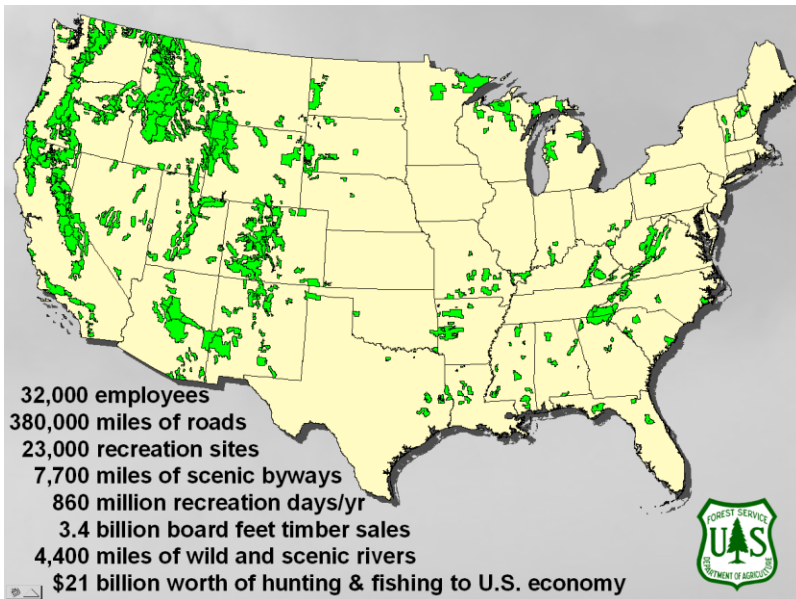 32,000 employees
380,000 miles of roads
23,000 recreation sites
7,700 miles of scenic byways
860 million recreation days/yr
3.4 billion board feet timber sales
4,400 miles of wild and scenic rivers
$21 billion worth of hunting & fishing to U.S. economy
FOREST SERVICE
U S
DEPARTMENT OF AGRICULTURE